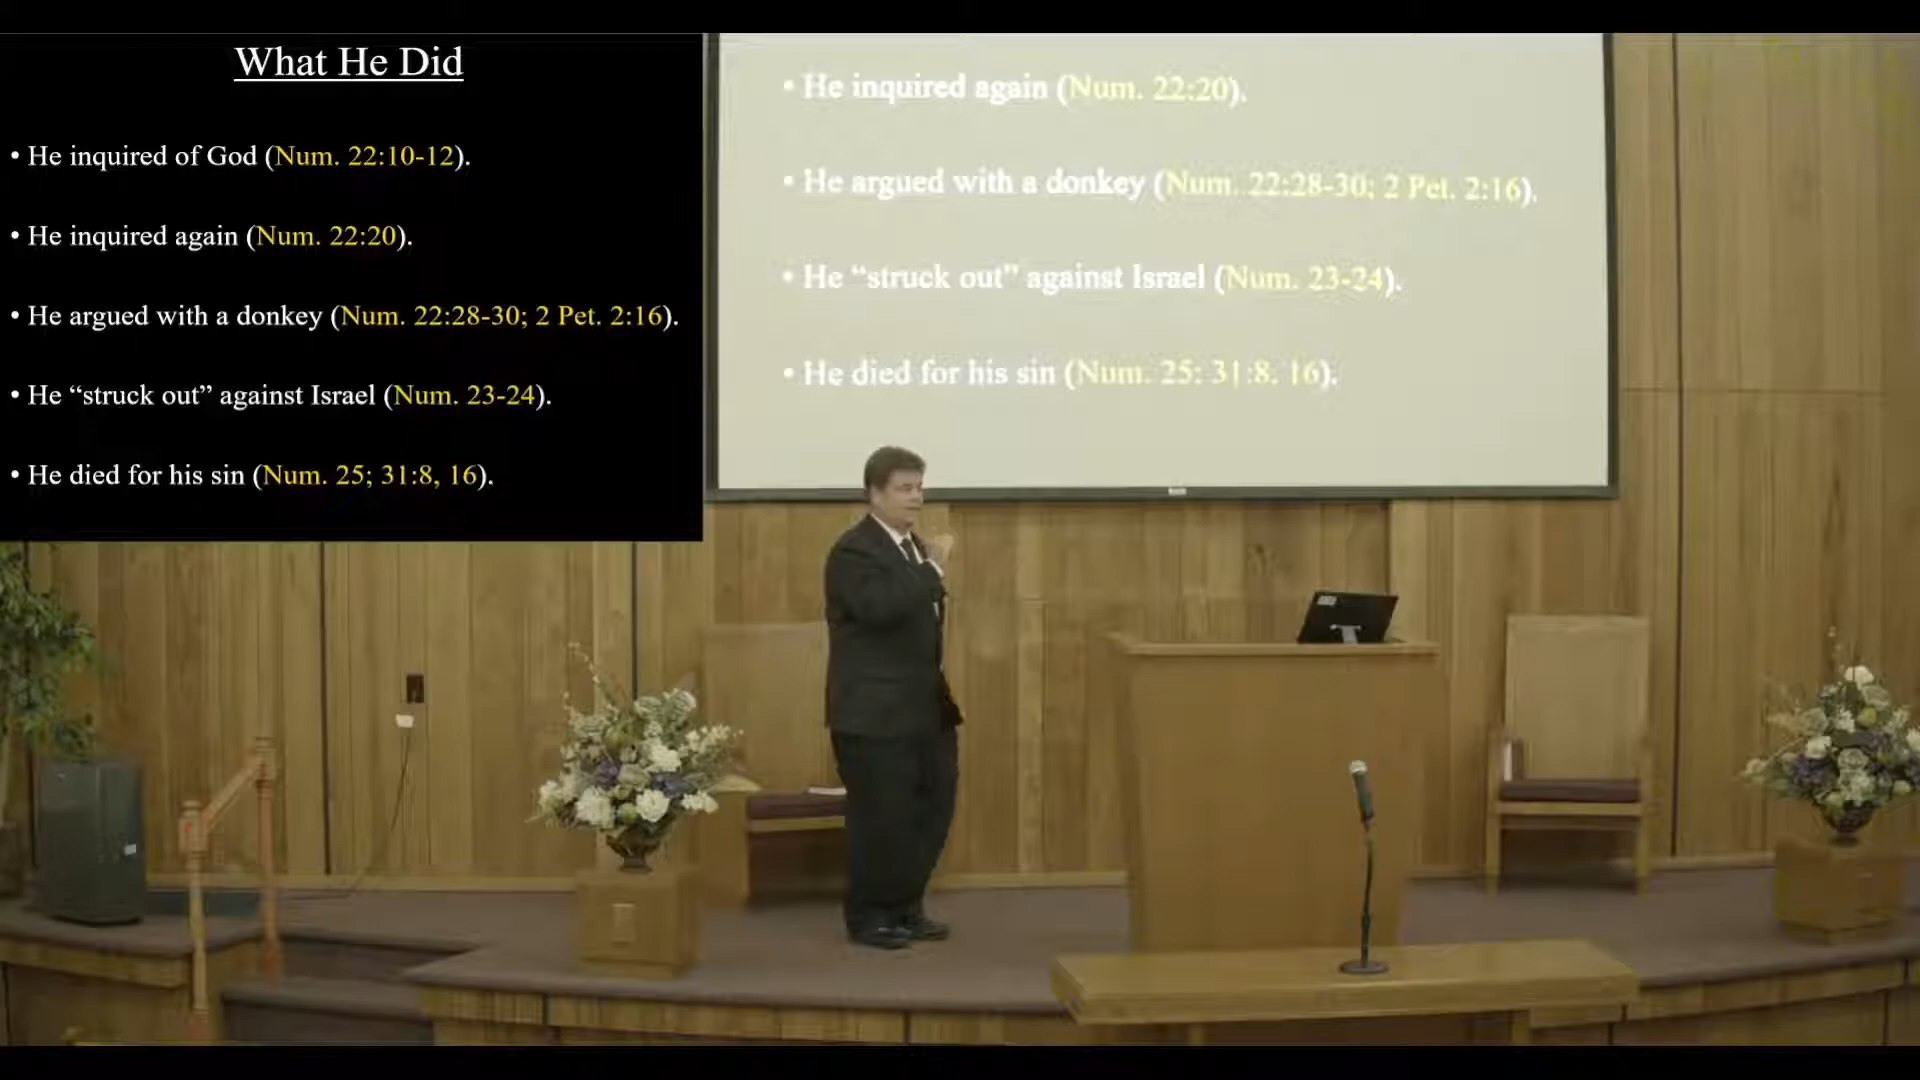 What He Did
• He inquired of God (Num. 22:10-12).
• He inquired again (Num. 22:20).
• He argued with a donkey (Num. 22:28-30; 2 Pet. 2:16).
• He “struck out” against Israel (Num. 23-24).
• He died for his sin (Num. 25; 31:8, 16).
• He inquired again (Num. 22:20).
• He argued with a donkey (Num. 22:28-30; 2 Pet. 2:16).
• He “struck out” against Israel (Num. 23-24).
• He died for his sin (Num. 25; 31:8, 16).